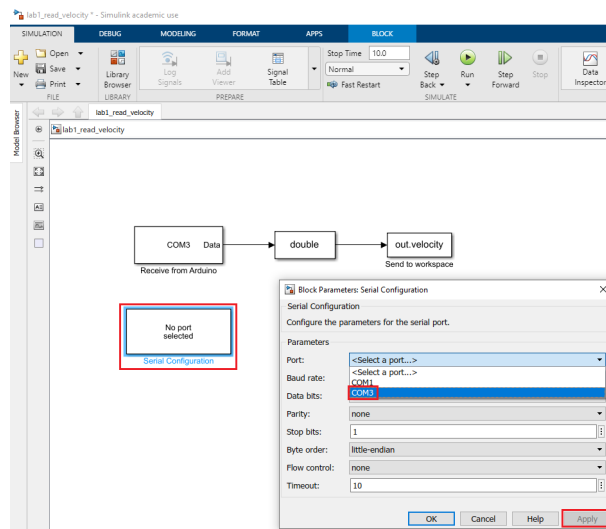 lab1_read_velocity * - Simulink academic use
SIMULATION DEBUG MODELING FORMAT APPS BLOCK
New
Open
Save
Print
FILE
Library
Browser
LIBRARY
Log
Signals
Add
Viewer
Signal
Table
PREPARE
Stop Time 10.0
Normal
Fast Restart
Step
Back
Run
Step
Forward
Stop
SIMULATE
Data
Inspector
Model Browser
lab1_read_velocity
lab1_read_velocity
COM3 Data
Receive from Arduino
double
out.velocity
Send to workspace
No port
selected
Serial Configuration
Block Parameters: Serial Configuration
Serial Configuration
Configure the parameters for the serial port.
Parameters
Port: <Select a port...>
<Select a port...>
Baud rate: COM1
Data bits: COM3
Parity: none
Stop bits: 1
Byte order: little-endian
Flow control: none
Timeout: 10
OK Cancel Help Apply